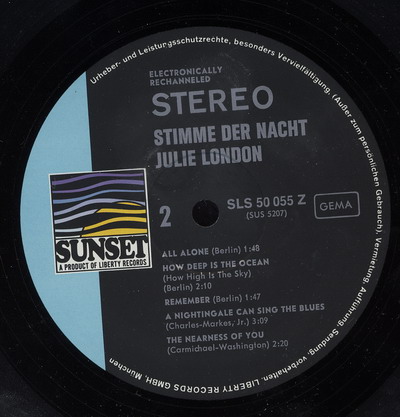 Urheber- und Leistungsschutzrechte, besonders Vervielfältigung, (Außer zum persönlichen Gebrauch), Vermietung, Aufführung, Sendung, vorbehalten. LIBERTY RECORDS GMBH, München
ELECTRONICALLY
RECHANNELED
STEREO
STIMME DER NACHT
JULIE LONDON
2
SLS 50 055 Z
(SUS 5207)
GEMA
SUNSET
A PRODUCT OF LIBERTY RECORDS
ALL ALONE (Berlin) 1:48
HOW DEEP IS THE OCEAN
(How High Is The Sky)
(Berlin) 2:10
REMEMBER (Berlin) 1:47
A NIGHTINGALE CAN SING THE BLUES
(Charles-Markes, Jr.) 3:09
THE NEARNESS OF YOU
(Carmichael-Washington) 2:20